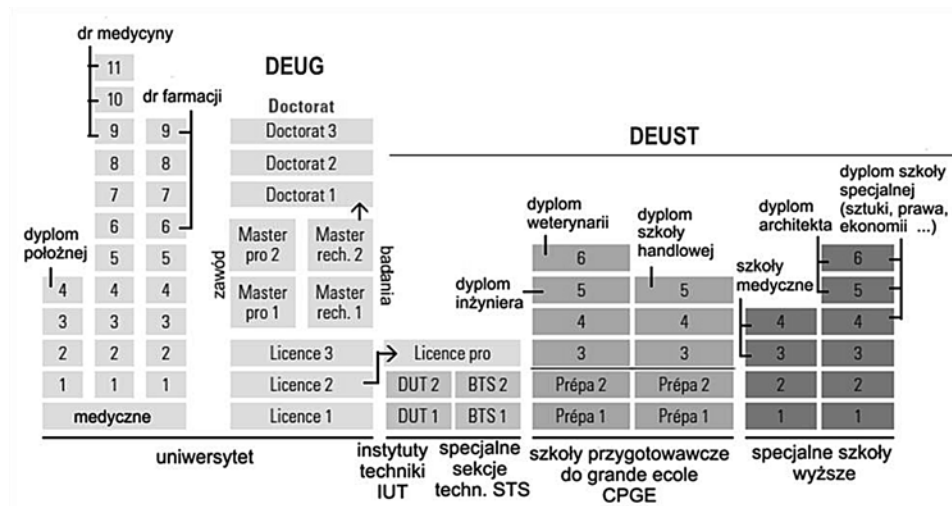 dr medycyny
11
10
9
8
7
6
5
4
3
2
1
dr farmacji
9
8
7
6
5
4
3
2
1
dyplom
położnej
4
3
2
1
medyczne
DEUG
Doctorat
Doctorat 3
Doctorat 2
Doctorat 1
zawód
Master
pro 2
Master
rech. 2
Master
pro 1
Master
rech. 1
badania
Licence 3
Licence 2
Licence 1
uniwersytet
DEUST
Licence pro
DUT 2
BTS 2
DUT 1
BTS 1
instytuty
techniki
IUT
specjalne
sekcje
techn. STS
dyplom
weterynarii
6
dyplom
inżyniera
5
4
3
Prépa 2
Prépa 1
dyplom
szkoły
handlowej
5
4
3
Prépa 2
Prépa 1
szkoły przygotowawcze
do grande ecole
CPGE
szkoły
medyczne
4
3
2
1
dyplom
architekta
dyplom szkoły
specjalnej
(sztuki, prawa,
ekonomii ...)
6
5
4
3
2
1
specjalne szkoły
wyższe